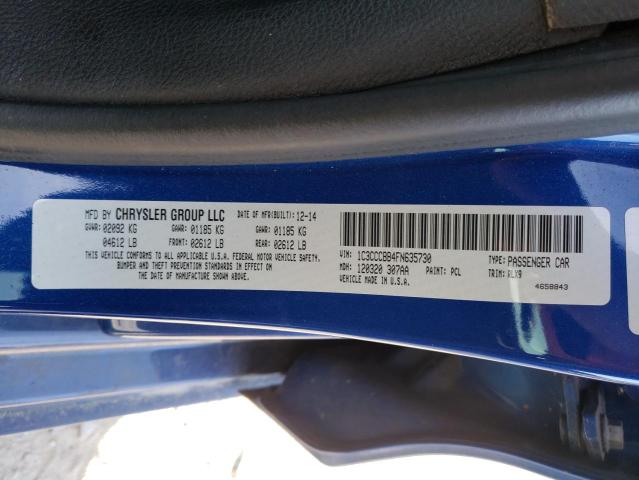 MFD BY CHRYSLER GROUP LLC DATE OF MFR(BUILT): 12-14
GVWR: 02092 KG GAWR: 01185 KG GAWR: 01185 KG
04612 LB FRONT: 02612 LB REAR: 02612 LB
THIS VEHICLE CONFORMS TO ALL APPLICABLE U.S.A. FEDERAL MOTOR VEHICLE SAFETY,
BUMPER, AND THEFT PREVENTION STANDARDS IN EFFECT ON
THE DATE OF MANUFACTURE SHOWN ABOVE.
VIN: 1C3CCCBB4FN635730 TYPE: PASSENGER CAR
MDH: 120320 307AA PAINT: PCL TRIM: RLX9
VEHICLE MADE IN U.S.A. 4658843